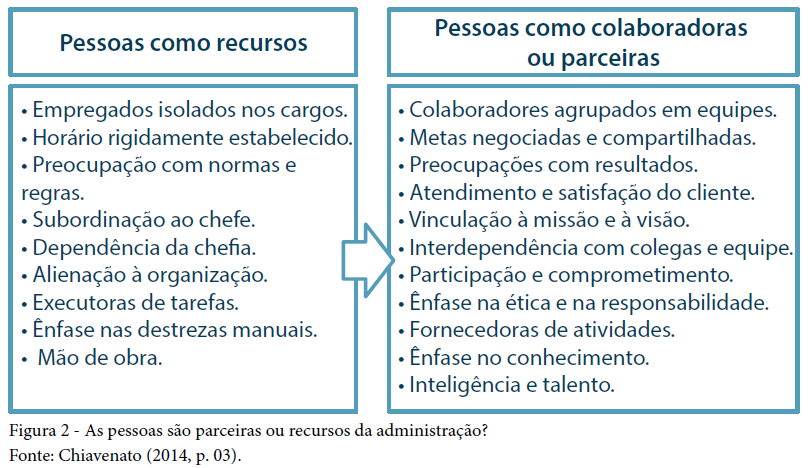 Pessoas como recursos
• Empregados isolados nos cargos.
• Horário rigidamente estabelecido.
• Preocupação com normas e
regras.
• Subordinação ao chefe.
• Dependência da chefia.
• Alienação à organização.
• Executoras de tarefas.
• Ênfase nas destrezas manuais.
• Mão de obra.
Pessoas como colaboradoras
ou parceiras
• Colaboradores agrupados em equipes.
• Metas negociadas e compartilhadas.
• Preocupações com resultados.
• Atendimento e satisfação do cliente.
• Vinculação à missão e à visão.
• Interdependência com colegas e equipe.
• Participação e comprometimento.
• Ênfase na ética e na responsabilidade.
• Fornecedoras de atividades.
• Ênfase no conhecimento.
• Inteligência e talento.
Figura 2 - As pessoas são parceiras ou recursos da administração?
Fonte: Chiavenato (2014, p. 03).